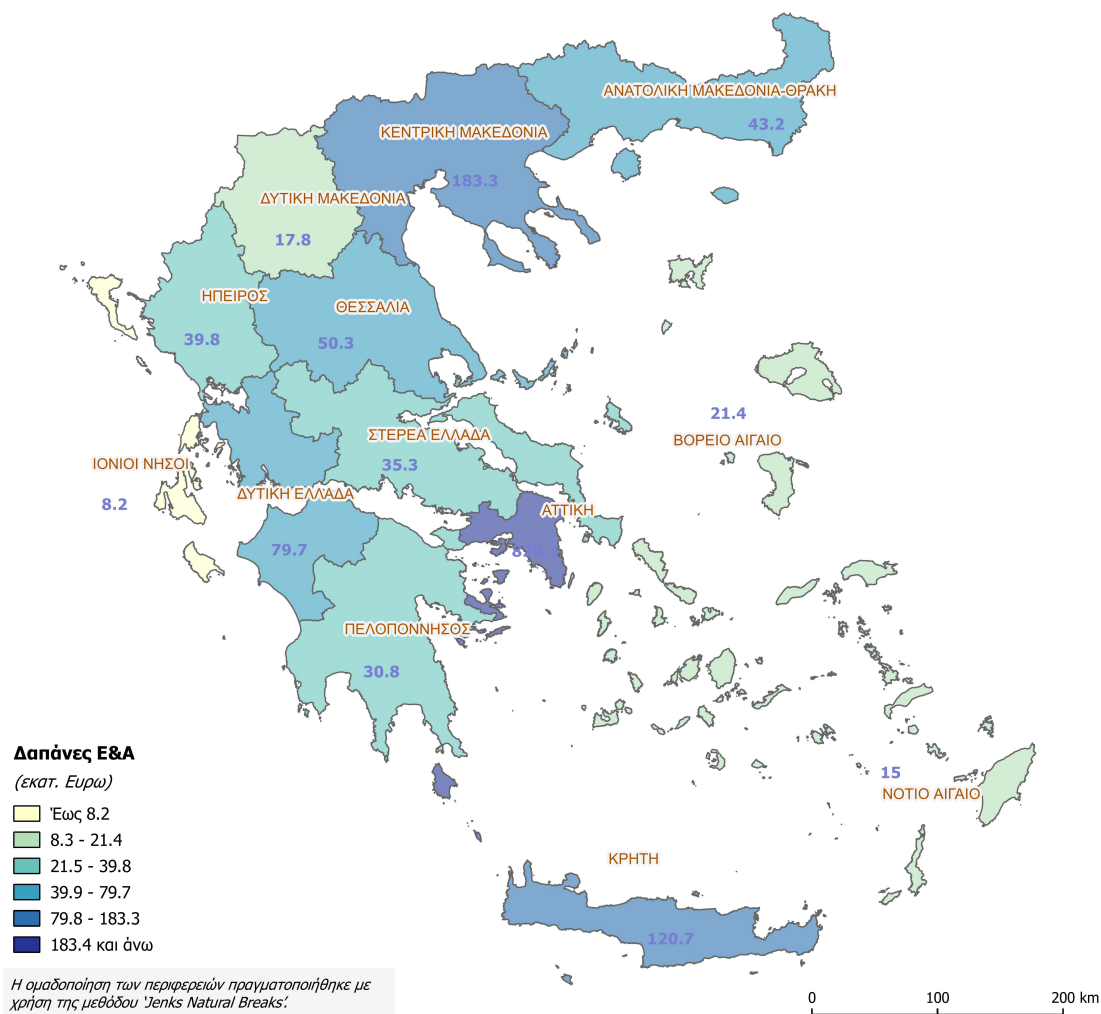 ΑΝΑΤΟΛΙΚΗ ΜΑΚΕΔΟΝΙΑ-ΘΡΑΚΗ
43.2
ΚΕΝΤΡΙΚΗ ΜΑΚΕΔΟΝΙΑ
183.3
ΔΥΤΙΚΗ ΜΑΚΕΔΟΝΙΑ
17.8
ΗΠΕΙΡΟΣ
39.8
ΘΕΣΣΑΛΙΑ
50.3
21.4
ΒΟΡΕΙΟ ΑΙΓΑΙΟ
ΣΤΕΡΕΑ ΕΛΛΑΔΑ
35.3
ΙΟΝΙΟΙ ΝΗΣΟΙ
8.2
ΔΥΤΙΚΗ ΕΛΛΑΔΑ
79.7
ΑΤΤΙΚΗ
ΠΕΛΟΠΟΝΝΗΣΟΣ
30.8
15
ΝΟΤΙΟ ΑΙΓΑΙΟ
ΚΡΗΤΗ
120.7
Δαπάνες Ε&Α
(εκατ. Ευρω)
Έως 8.2
8.3 - 21.4
21.5 - 39.8
39.9 - 79.7
79.8 - 183.3
183.4 και άνω
Η ομαδοποίηση των περιφερειών πραγματοποιήθηκε με
χρήση της μεθόδου 'Jenks Natural Breaks'.
0 100 200 km